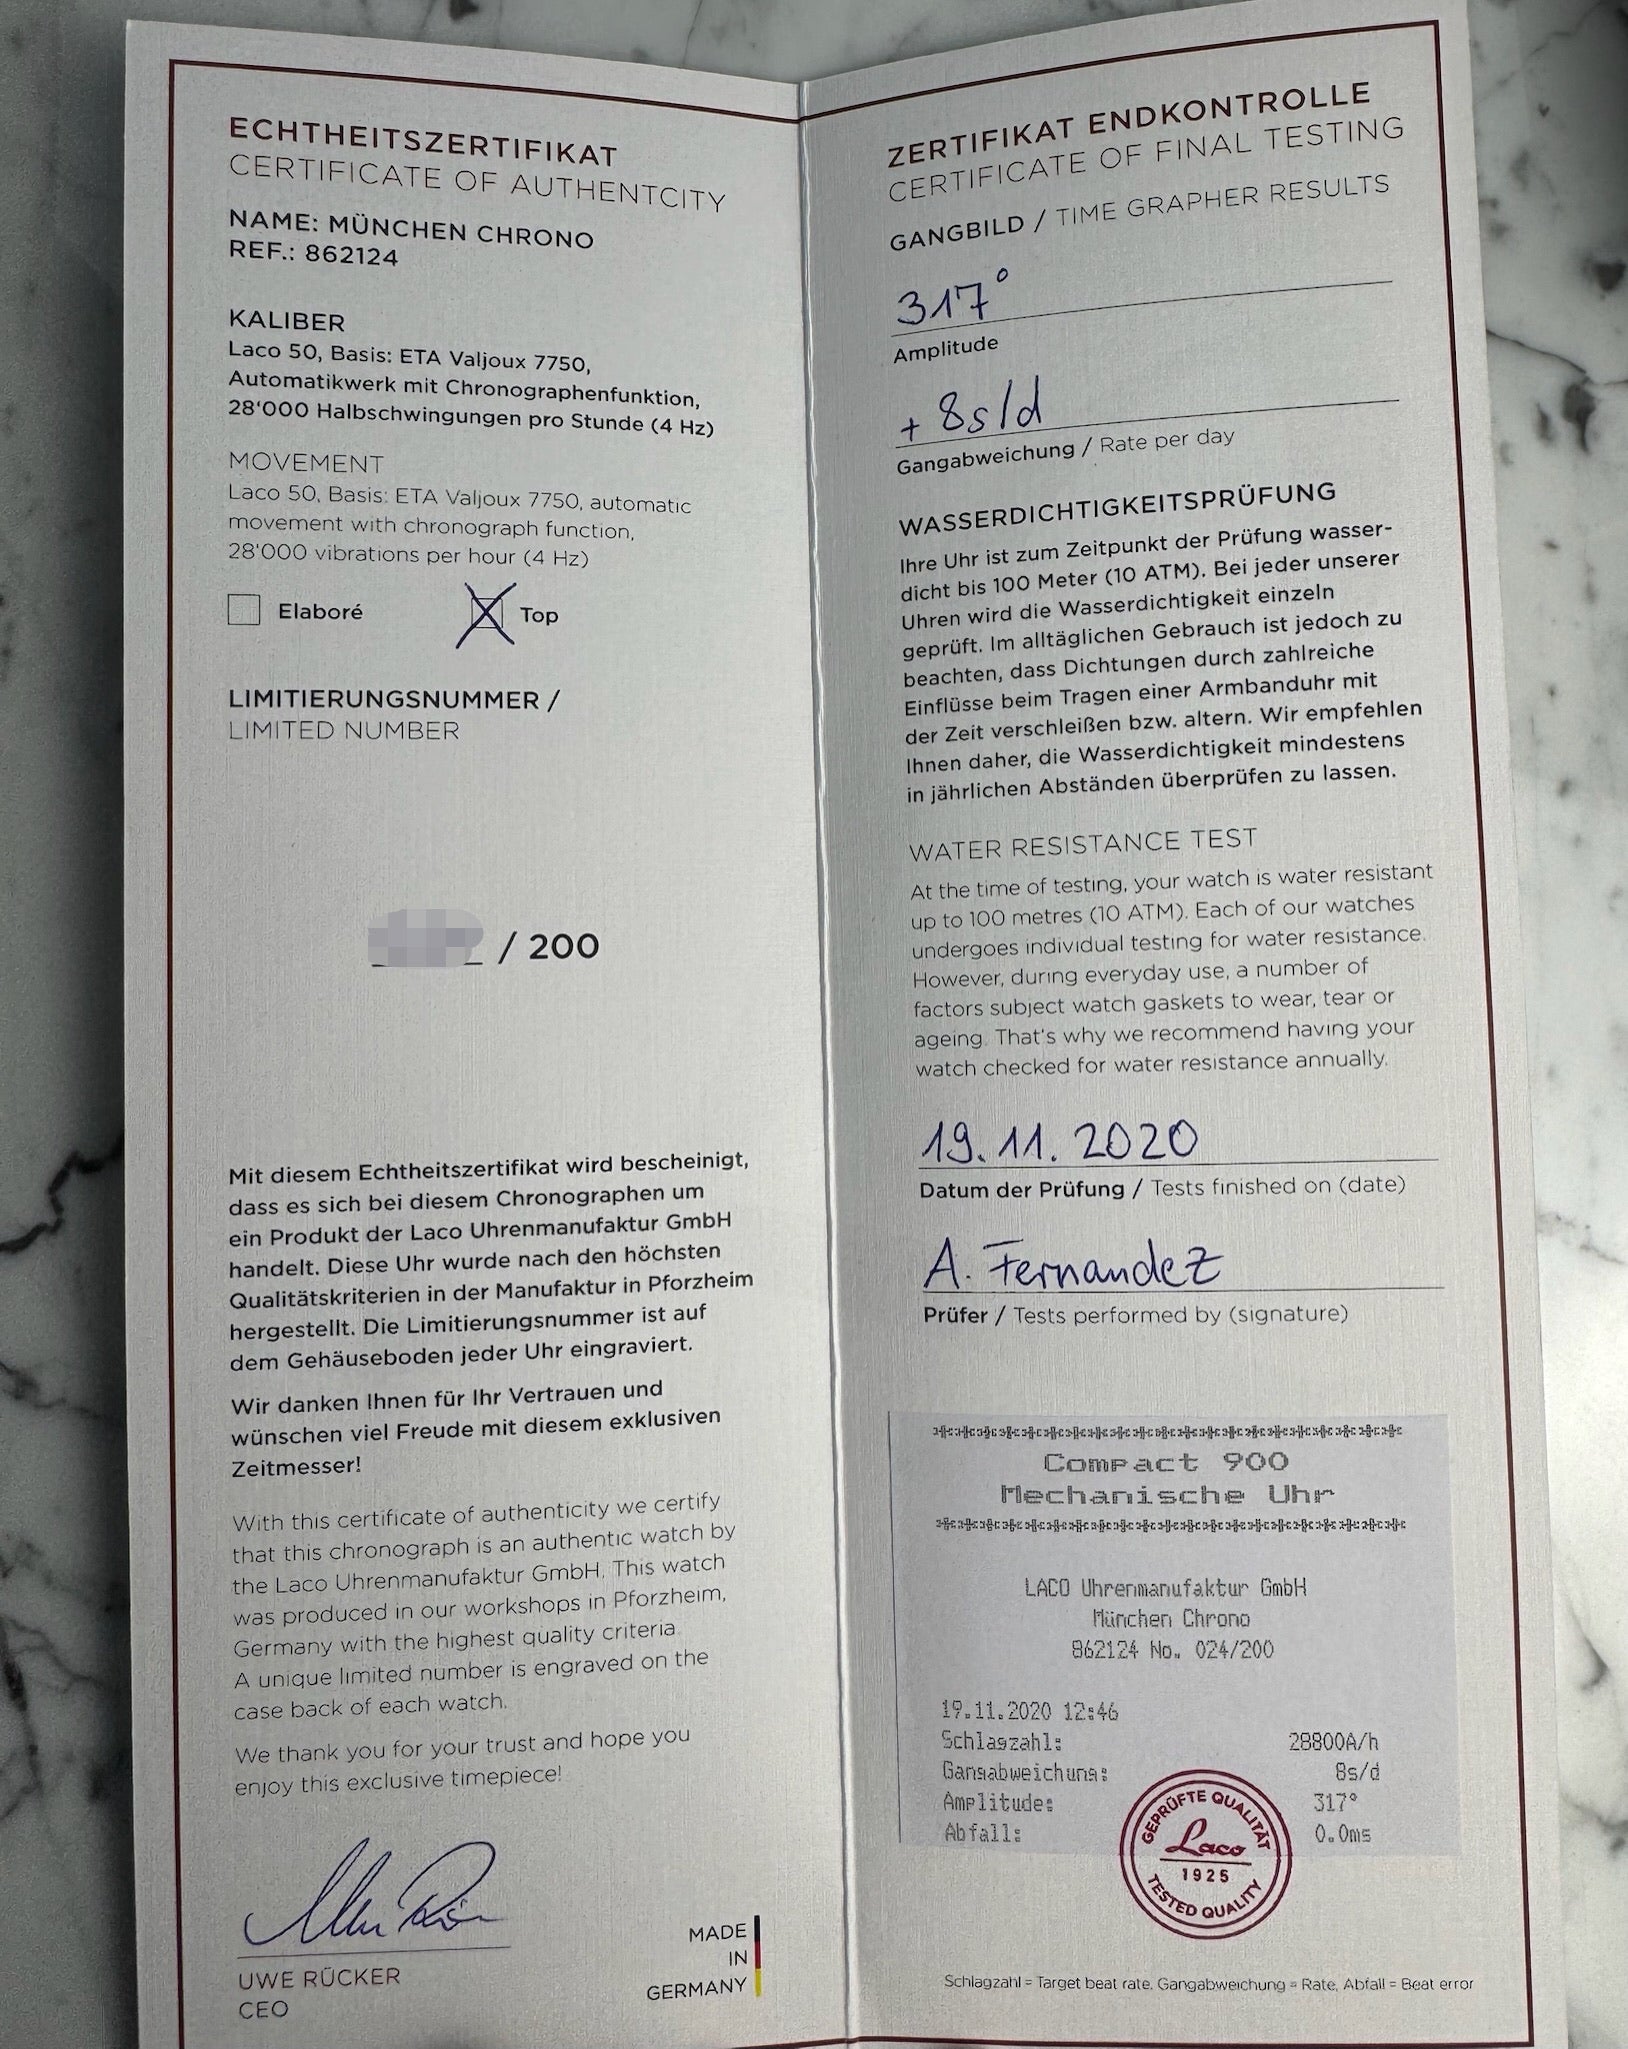 ECHTHEITSZERTIFIKAT
CERTIFICATE OF AUTHENTCITY
NAME: MÜNCHEN CHRONO
REF.: 862124
KALIBER
Laco 50, Basis: ETA Valjoux 7750,
Automatikwerk mit Chronographenfunktion,
28'000 Halbschwingungen pro Stunde (4 Hz)
MOVEMENT
Laco 50, Basis: ETA Valjoux 7750, automatic
movement with chronograph function,
28'000 vibrations per hour (4 Hz)
Elaboré Top
LIMITIERUNGSNUMMER /
LIMITED NUMBER
/ 200
Mit diesem Echtheitszertifikat wird bescheinigt,
dass es sich bei diesem Chronographen um
ein Produkt der Laco Uhrenmanufaktur GmbH
handelt. Diese Uhr wurde nach den höchsten
Qualitätskriterien in der Manufaktur in Pforzheim
hergestellt. Die Limitierungsnummer ist auf
dem Gehäuseboden jeder Uhr eingraviert.
Wir danken Ihnen für Ihr Vertrauen und
wünschen viel Freude mit diesem exklusiven
Zeitmesser!
With this certificate of authenticity we certify
that this chronograph is an authentic watch by
the Laco Uhrenmanufaktur GmbH. This watch
was produced in our workshops in Pforzheim,
Germany with the highest quality criteria.
A unique limited number is engraved on the
case back of each watch.
We thank you for your trust and hope you
enjoy this exclusive timepiece!
UWE RÜCKER
CEO
MADE
IN
GERMANY
ZERTIFIKAT ENDKONTROLLE
CERTIFICATE OF FINAL TESTING
GANGBILD / TIME GRAPHER RESULTS
317°
Amplitude
+ 8s/d
Gangabweichung / Rate per day
WASSERDICHTIGKEITSPRÜFUNG
Ihre Uhr ist zum Zeitpunkt der Prüfung wasser-
dicht bis 100 Meter (10 ATM). Bei jeder unserer
Uhren wird die Wasserdichtigkeit einzeln
geprüft. Im alltäglichen Gebrauch ist jedoch zu
beachten, dass Dichtungen durch zahlreiche
Einflüsse beim Tragen einer Armbanduhr mit
der Zeit verschleißen bzw. altern. Wir empfehlen
Ihnen daher, die Wasserdichtigkeit mindestens
in jährlichen Abständen überprüfen zu lassen.
WATER RESISTANCE TEST
At the time of testing, your watch is water resistant
up to 100 metres (10 ATM). Each of our watches
undergoes individual testing for water resistance.
However, during everyday use, a number of
factors subject watch gaskets to wear, tear or
ageing. That's why we recommend having your
watch checked for water resistance annually.
19.11.2020
Datum der Prüfung / Tests finished on (date)
A. Fernandez
Prüfer / Tests performed by (signature)
Compact 900
Mechanische Uhr
LACO Uhrenmanufaktur GmbH
München Chrono
862124 No. 024/200
19.11.2020 12:46
Schlagzahl: 28800A/h
Gangabweichung: 8s/d
Amplitude: 317°
Abfall: 0.0ms
GEPRÜFTE QUALITÄT
Laco
1925
TESTED QUALITY
Schlagzahl = Target beat rate, Gangabweichung = Rate, Abfall = Beat error